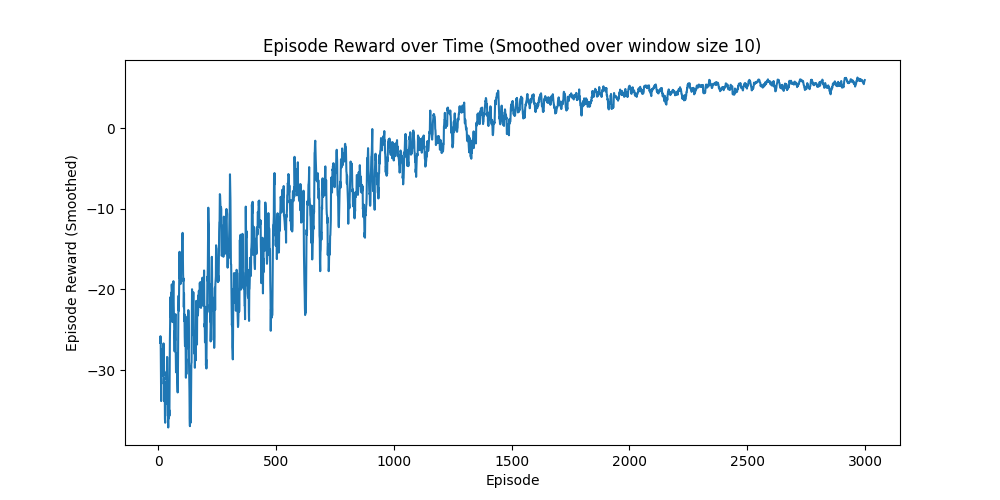 Episode Reward over Time (Smoothed over window size 10)
Episode Reward (Smoothed)
0
−10
−20
−30
0 500 1000 1500 2000 2500 3000
Episode